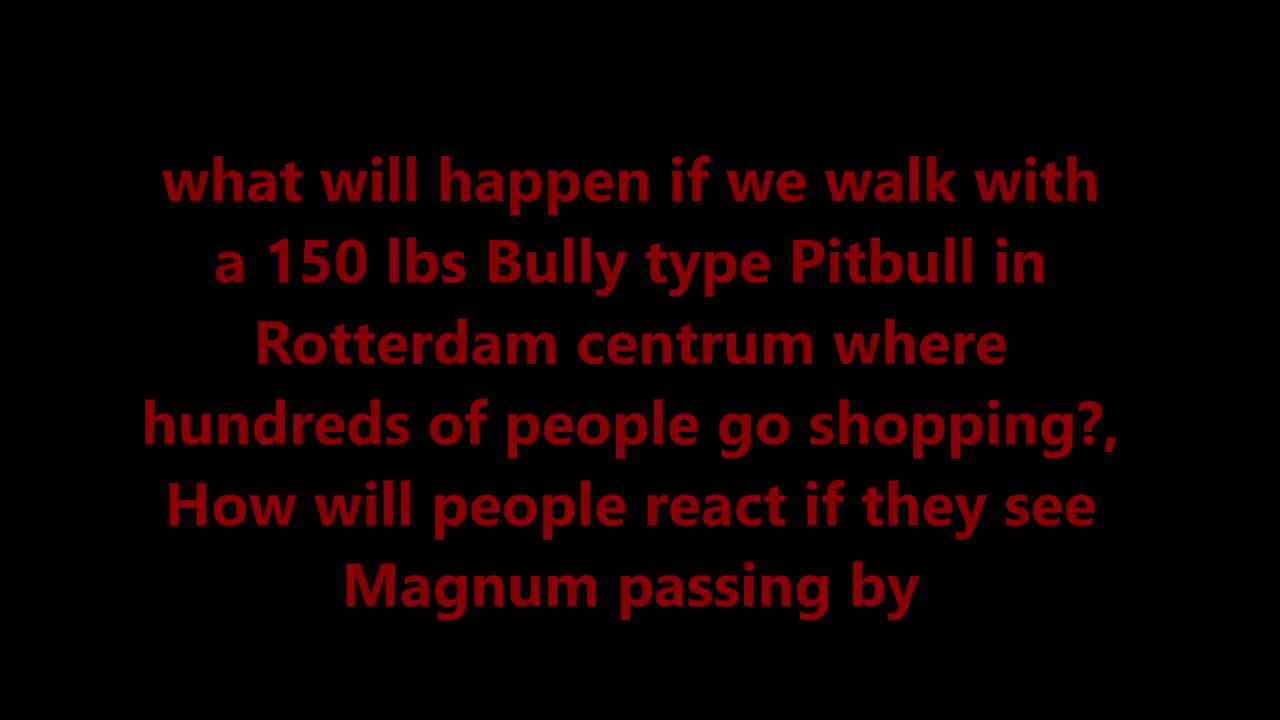 what will happen if we walk with
a 150 lbs Bully type Pitbull in
Rotterdam centrum where
hundreds of people go shopping?,
How will people react if they see
Magnum passing by